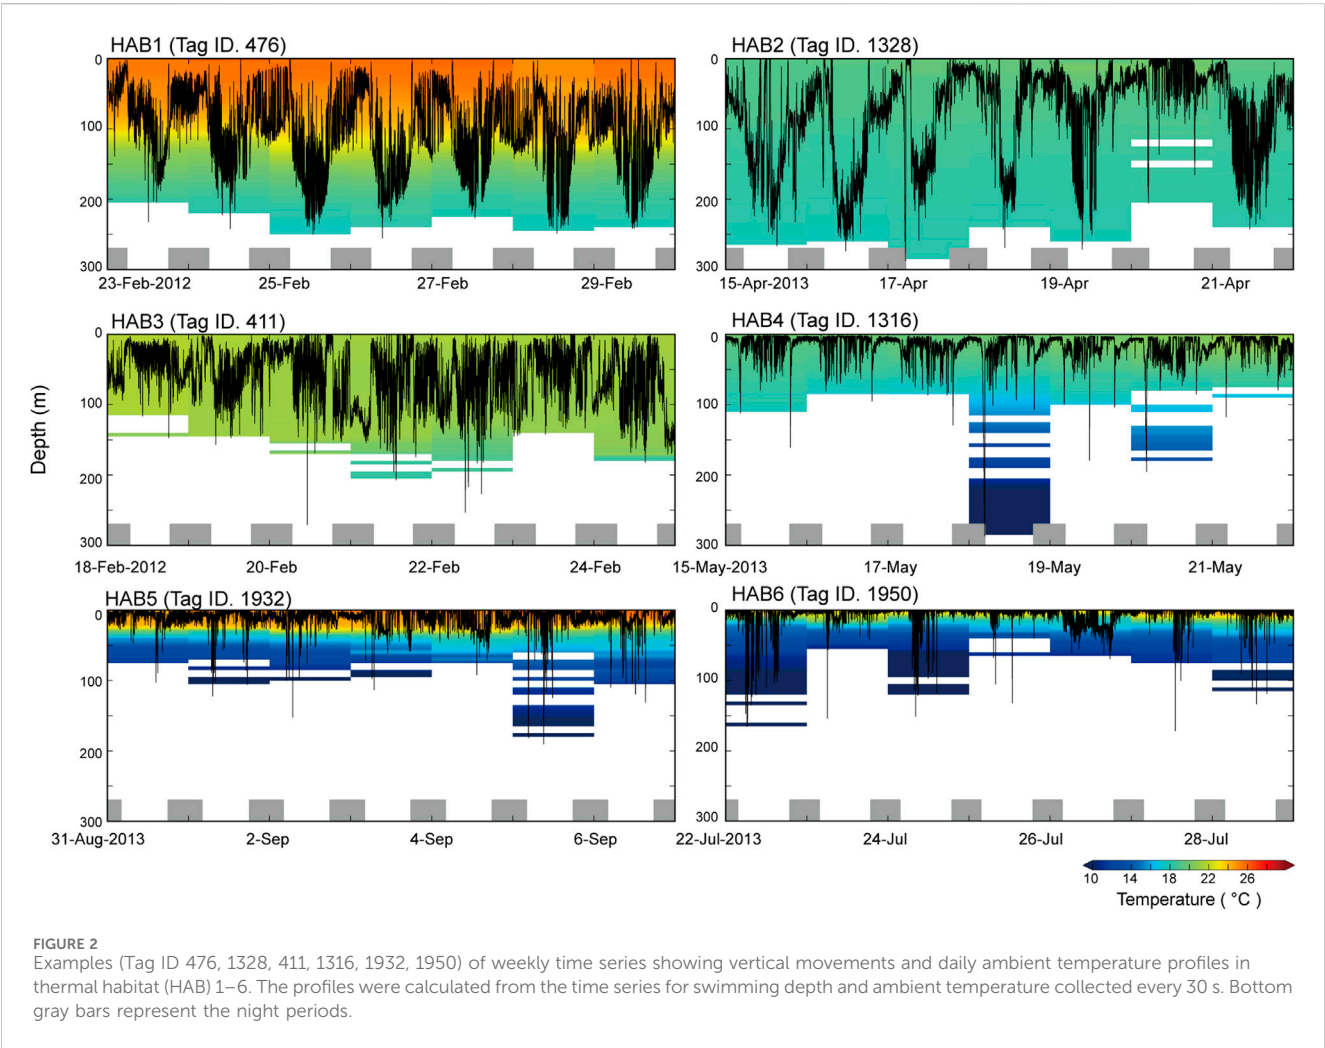 HAB1 (Tag ID. 476)
0
100
200
300
23-Feb-2012
25-Feb
27-Feb
29-Feb
HAB2 (Tag ID. 1328)
0
100
200
300
15-Apr-2013
17-Apr
19-Apr
21-Apr
HAB3 (Tag ID. 411)
0
100
200
300
18-Feb-2012
20-Feb
22-Feb
24-Feb
HAB4 (Tag ID. 1316)
0
100
200
300
15-May-2013
17-May
19-May
21-May
Depth (m)
HAB5 (Tag ID. 1932)
0
100
200
300
31-Aug-2013
2-Sep
4-Sep
6-Sep
HAB6 (Tag ID. 1950)
0
100
200
300
22-Jul-2013
24-Jul
26-Jul
28-Jul
10 14 18 22 26
Temperature ( °C )
FIGURE 2
Examples (Tag ID 476, 1328, 411, 1316, 1932, 1950) of weekly time series showing vertical movements and daily ambient temperature profiles in
thermal habitat (HAB) 1–6. The profiles were calculated from the time series for swimming depth and ambient temperature collected every 30 s. Bottom
gray bars represent the night periods.